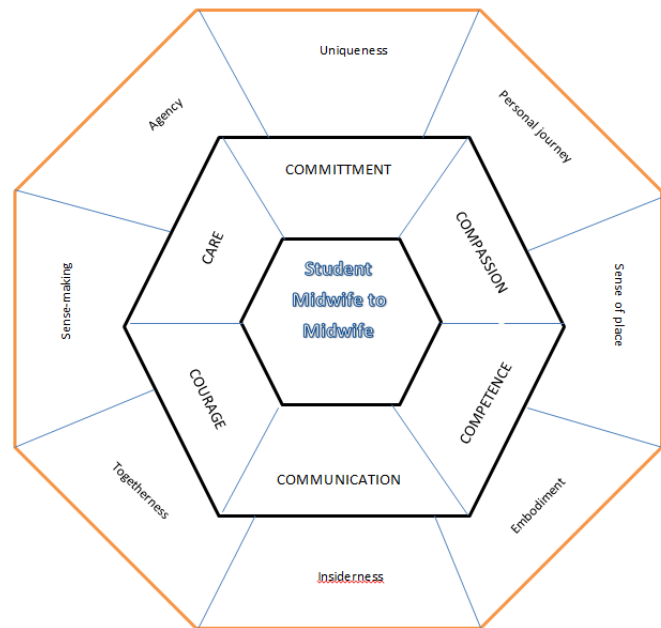 Uniqueness
Agency
Personal journey
COMMITTMENT
CARE
COMPASSION
Student
Midwife to
Midwife
Sense-making
Sense of place
COURAGE
COMPETENCE
COMMUNICATION
Togetherness
Embodiment
Insiderness